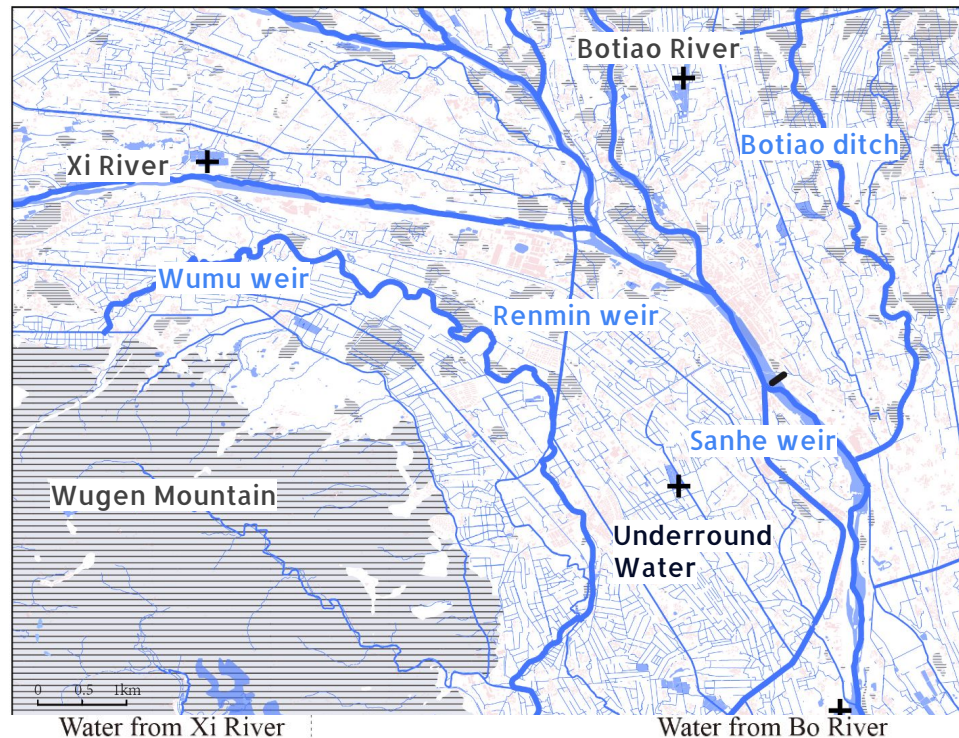 Botiao River
Botiao ditch
Xi River
Wumu weir
Renmin weir
Sanhe weir
Wugen Mountain
Underround
Water
0 0.5 1km
Water from Xi River
Water from Bo River